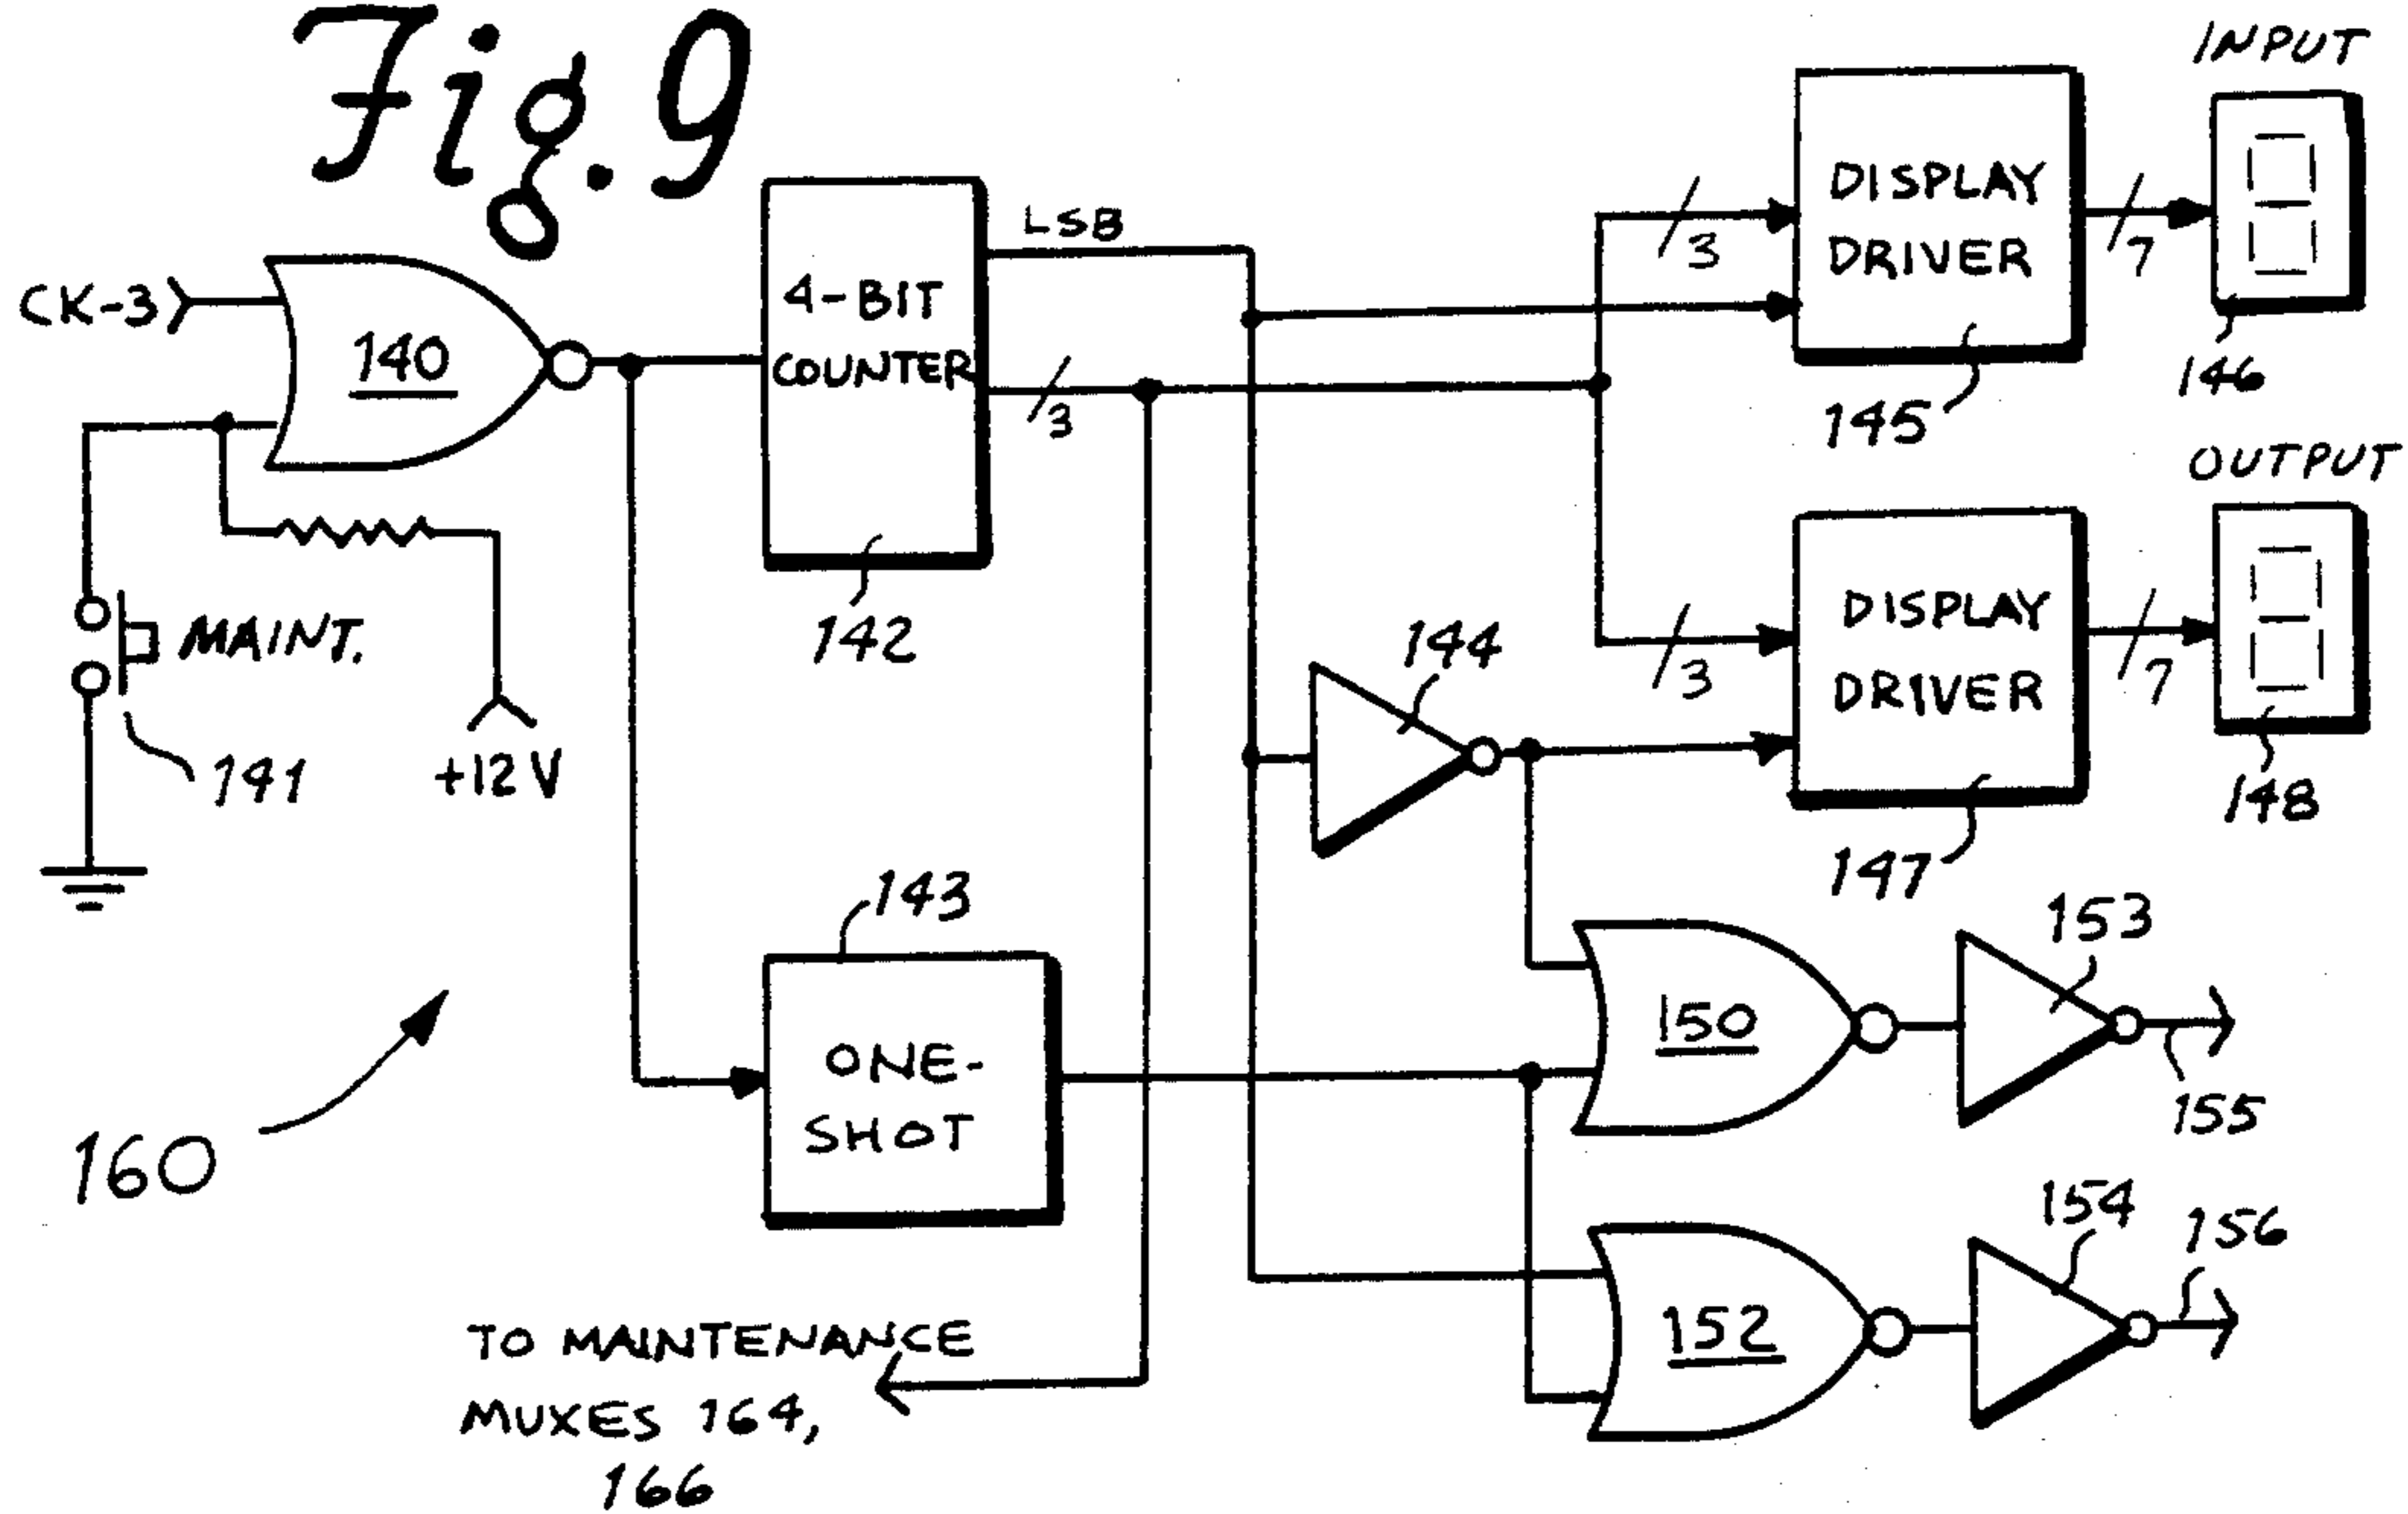 Fig. 9
INPUT
DISPLAY
DRIVER
3
7
146
145
LSB
4-BIT
COUNTER
3
142
CK-3
140
MAINT.
141
+12V
OUTPUT
DISPLAY
DRIVER
3
7
148
147
144
143
ONE-
SHOT
153
150
155
154
156
152
160
TO MAINTENANCE
MUXES 164,
166